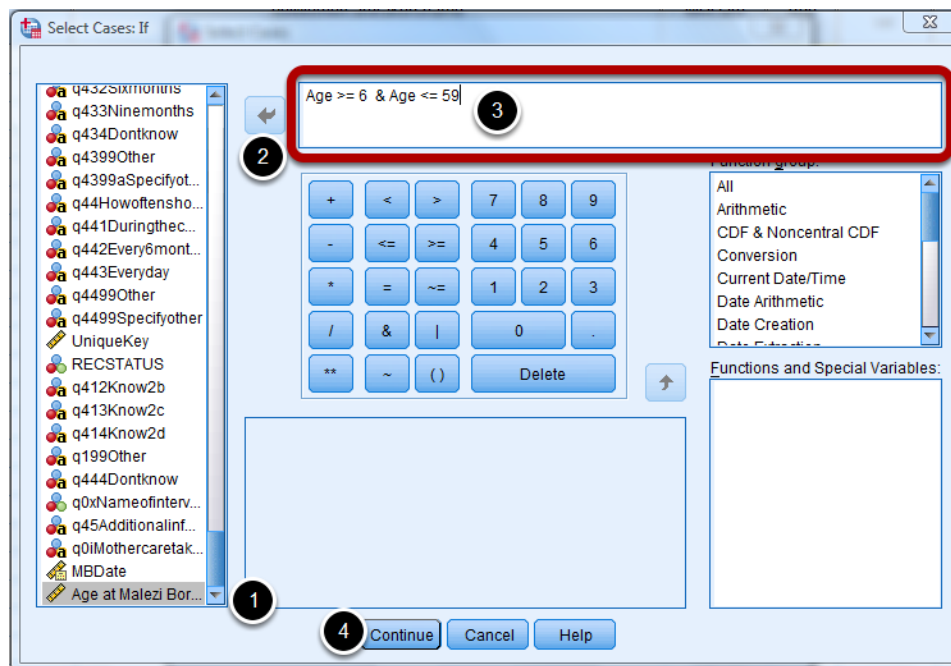 Select Cases: If
q432Sixmonths
q433Ninemonths
q434Dontknow
q4399Other
q4399aSpecifyot...
q44Howoftensho...
q441Duringthec...
q442Every6mont...
q443Everyday
q4499Other
q4499Specifyother
UniqueKey
RECSTATUS
q412Know2b
q413Know2c
q414Know2d
q199Other
q444Dontknow
q0xNameofinterv...
q45Additionalinf...
q0iMothercaretak...
MBDate
Age at Malezi Bor...
1
2
Age >= 6 & Age <= 59
3
+ < > 7 8 9
- <= >= 4 5 6
* = ~= 1 2 3
/ & | 0 .
** ~ ( ) Delete
Function group:
All
Arithmetic
CDF & Noncentral CDF
Conversion
Current Date/Time
Date Arithmetic
Date Creation
Date Extraction
Functions and Special Variables:
4
Continue Cancel Help